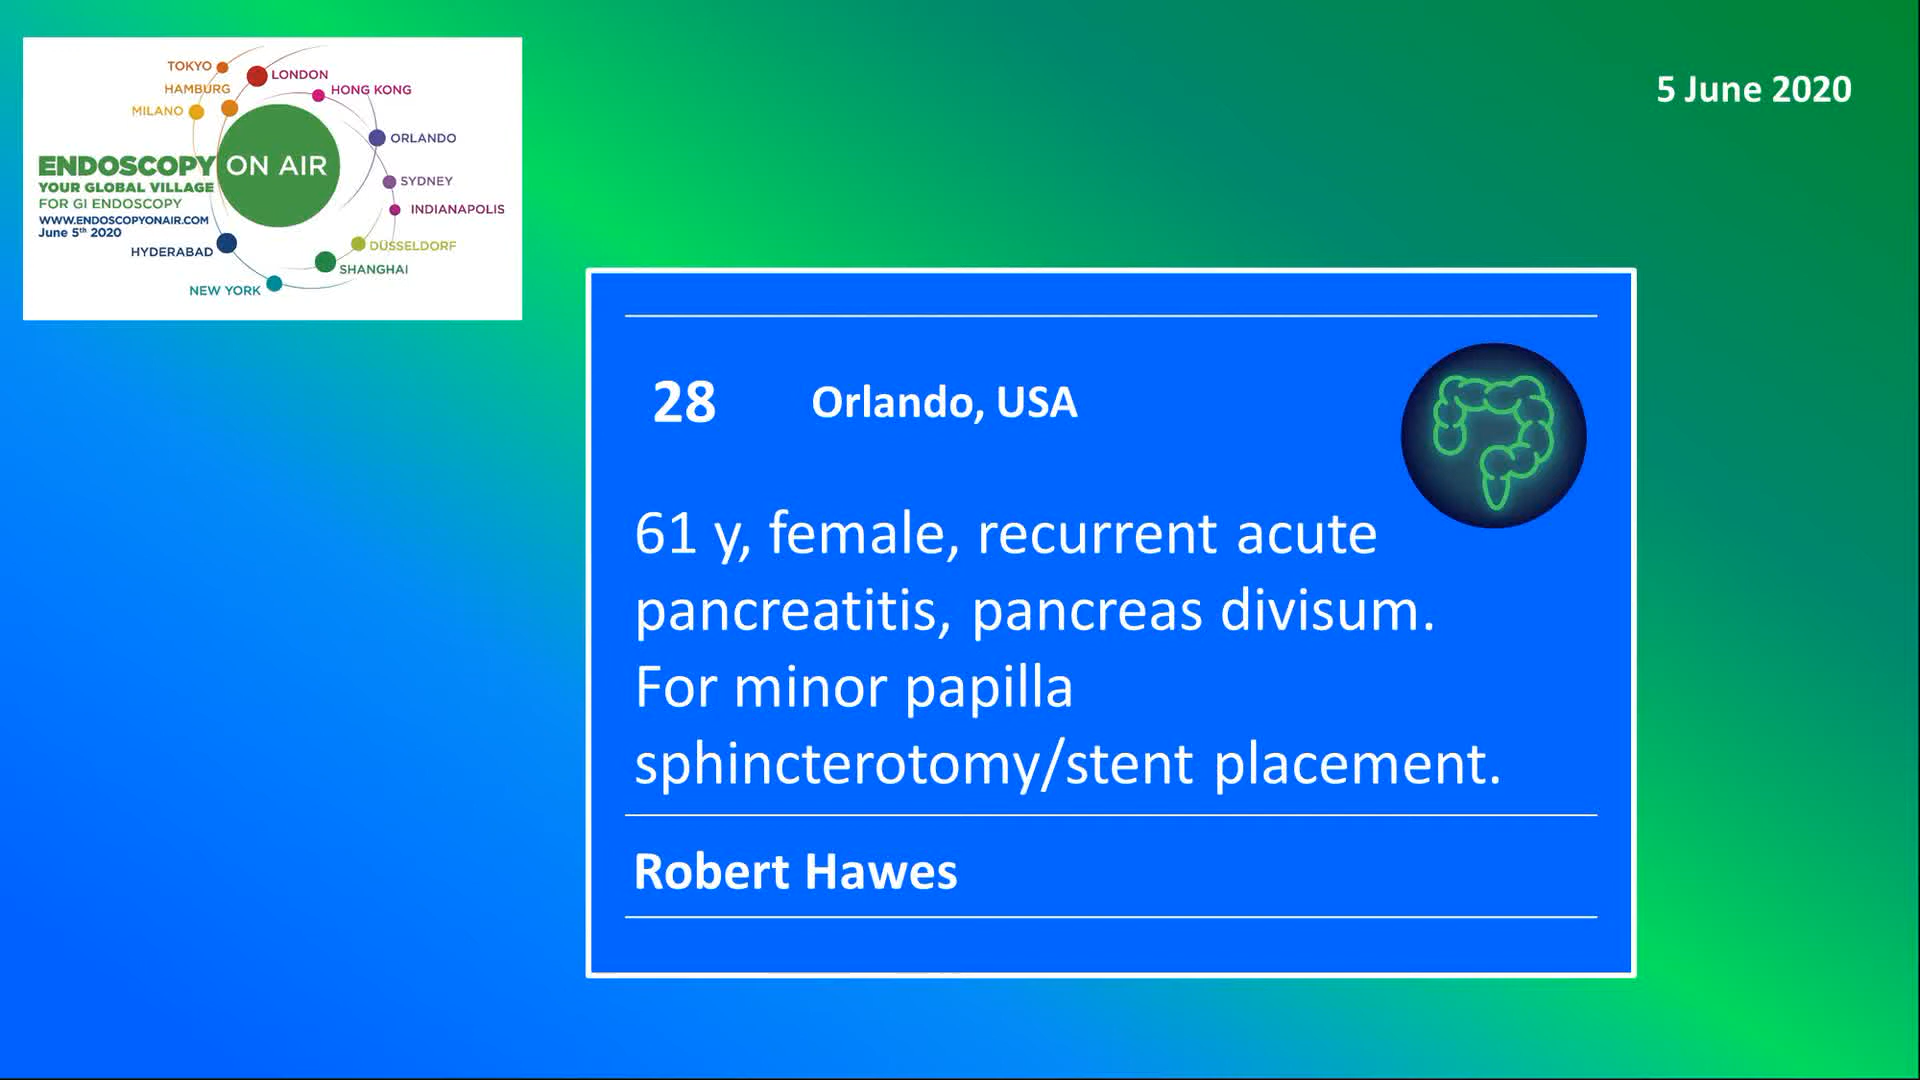 TOKYO
LONDON
HAMBURG
HONG KONG
MILANO
ORLANDO
ENDOSCOPY ON AIR
YOUR GLOBAL VILLAGE
FOR GI ENDOSCOPY
WWW.ENDOSCOPYONAIR.COM
June 5th 2020
SYDNEY
INDIANAPOLIS
DÜSSELDORF
HYDERABAD
SHANGHAI
NEW YORK
5 June 2020
28 Orlando, USA
61 y, female, recurrent acute
pancreatitis, pancreas divisum.
For minor papilla
sphincterotomy/stent placement.
Robert Hawes